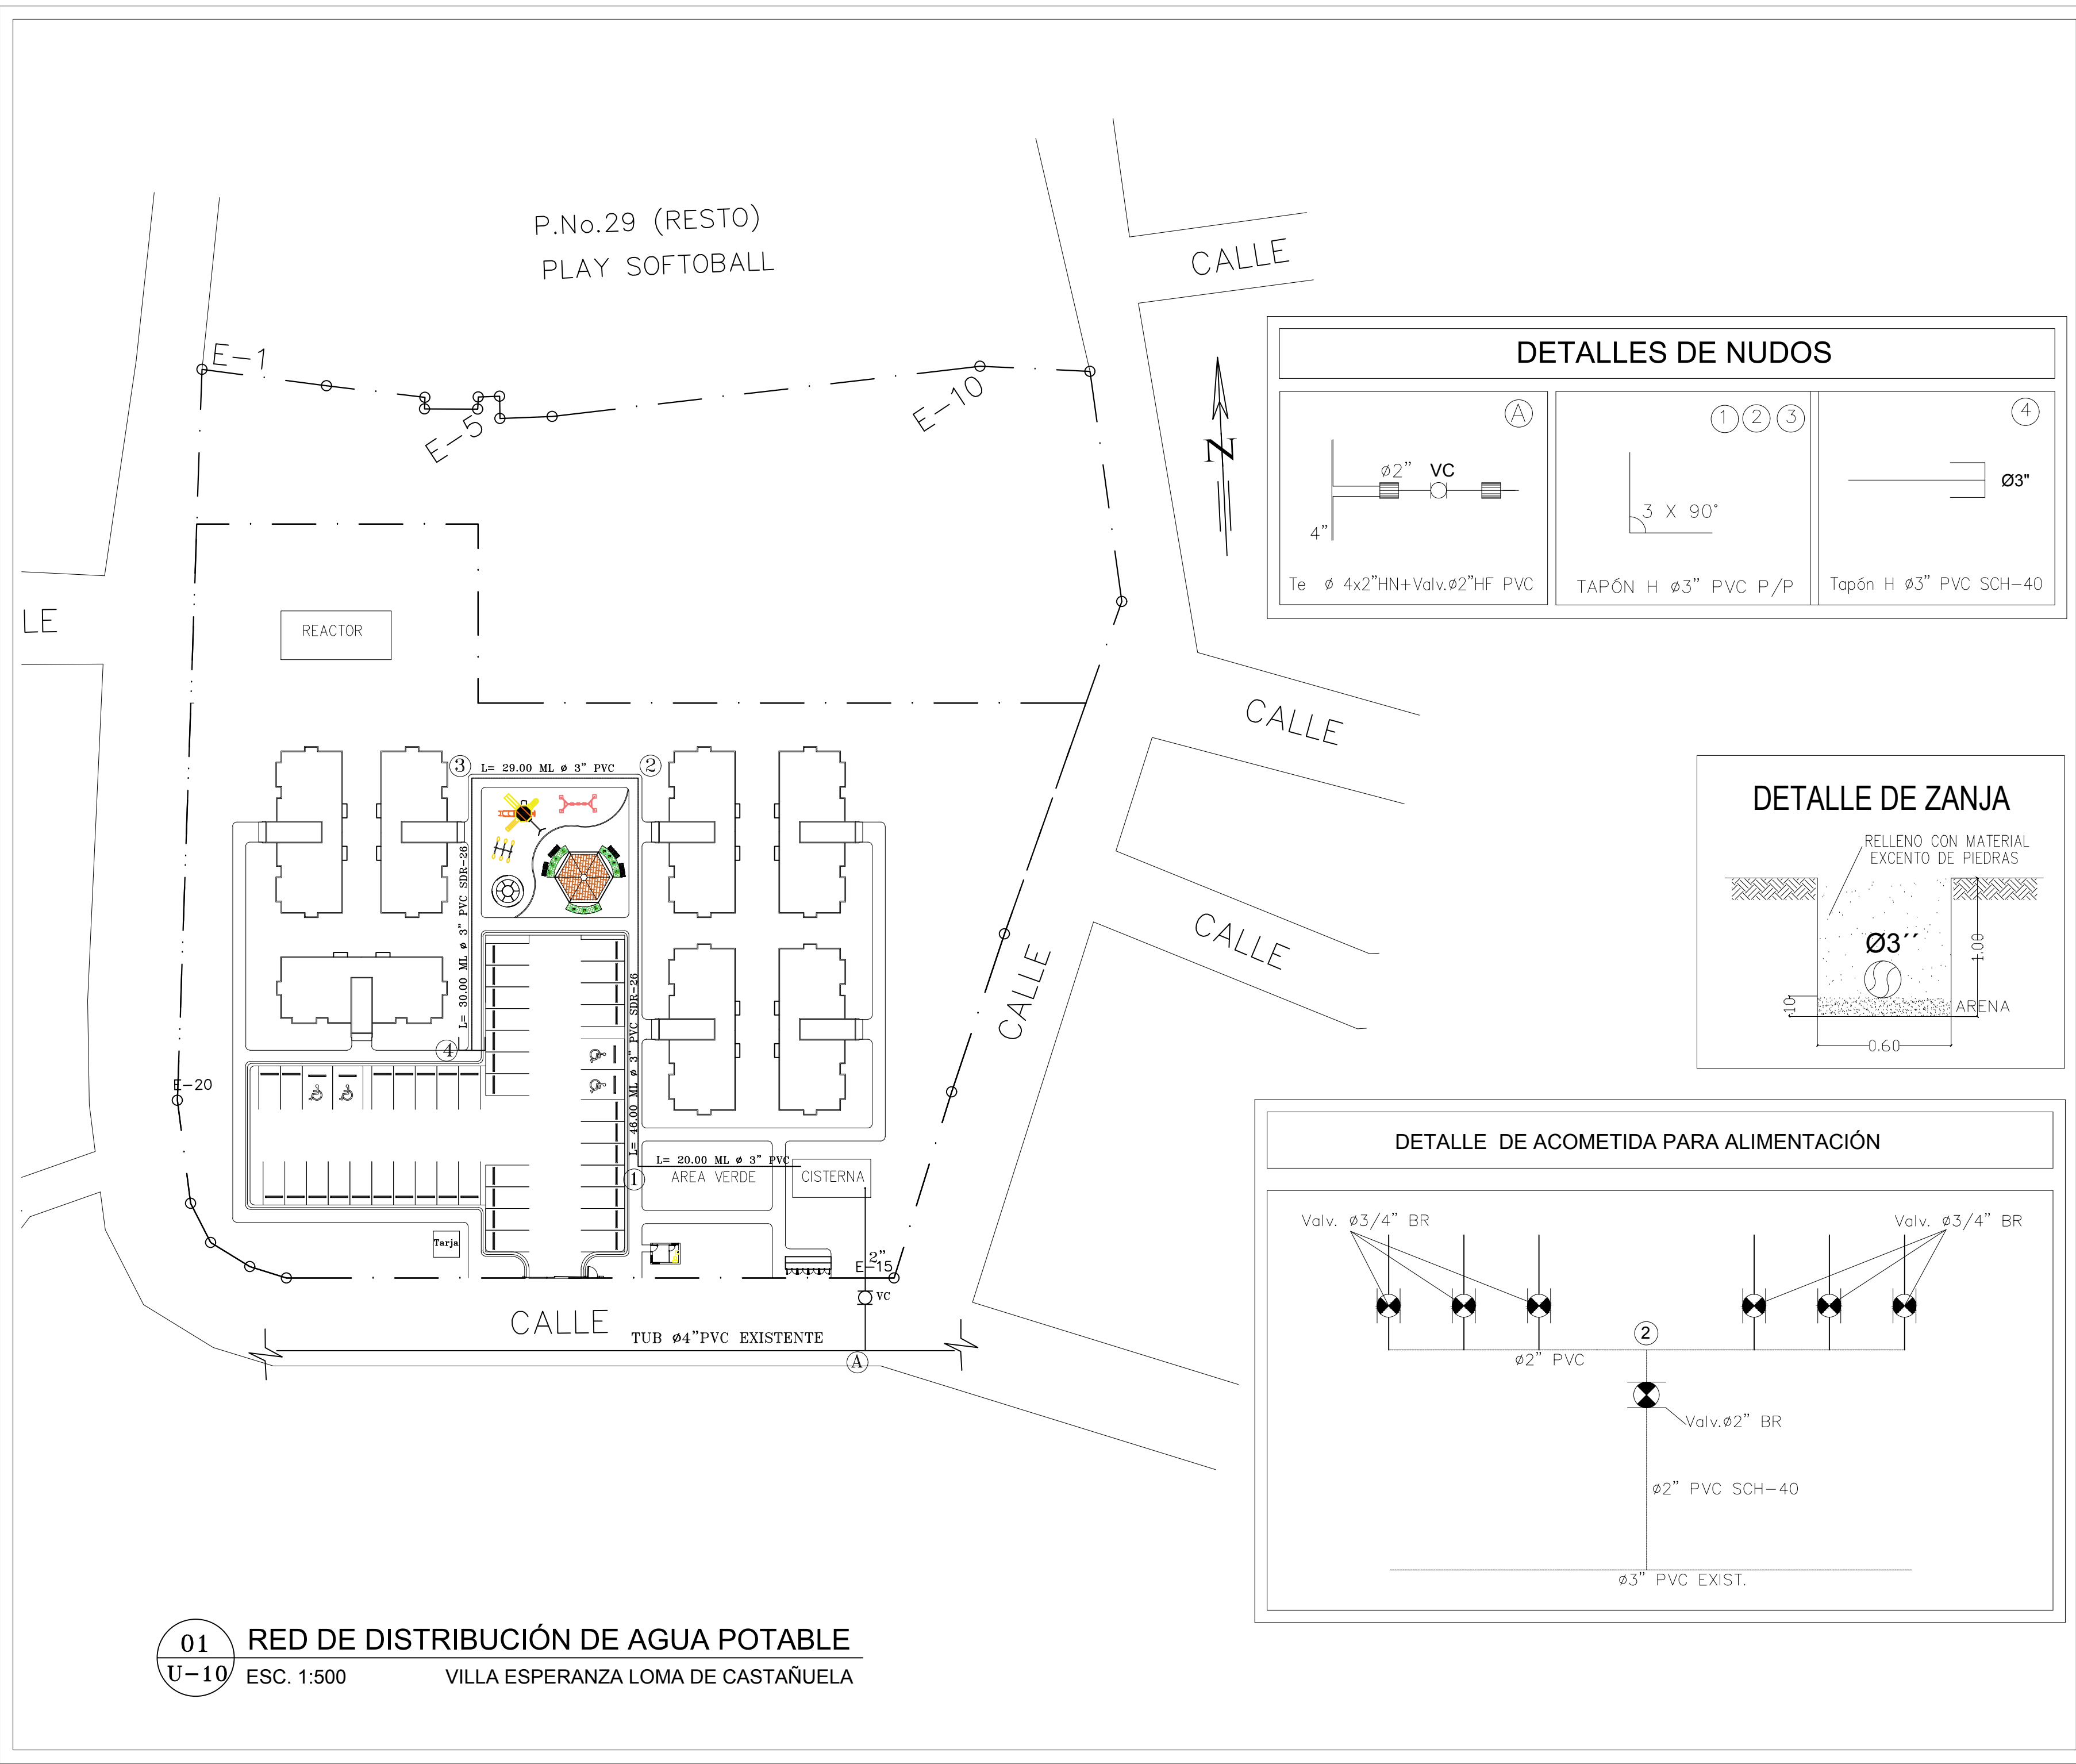 P.No.29 (RESTO)
PLAY SOFTOBALL
CALLE
E-1
E-5
E-10
N
LE
REACTOR
CALLE
3
L= 29.00 ML ø 3" PVC
2
L= 30.00 ML ø 3" PVC SDR-26
L= 46.00 ML ø 3" PVC SDR-26
4
CALLE
CALLE
E-20
L= 20.00 ML ø 3" PVC
1
AREA VERDE
CISTERNA
Tarja
2"
E-15
VC
CALLE
TUB ø4"PVC EXISTENTE
A
DETALLES DE NUDOS
A
ø2" VC
4"
Te ø 4x2"HN+Valv.ø2"HF PVC
1 2 3
3 X 90°
TAPÓN H ø3" PVC P/P
4
Ø3"
Tapón H ø3" PVC SCH-40
DETALLE DE ZANJA
RELLENO CON MATERIAL
EXCENTO DE PIEDRAS
Ø3´´
1.00
.10
ARENA
0.60
DETALLE DE ACOMETIDA PARA ALIMENTACIÓN
Valv. ø3/4" BR
Valv. ø3/4" BR
2
ø2" PVC
Valv.ø2" BR
ø2" PVC SCH-40
ø3" PVC EXIST.
01
U-10
RED DE DISTRIBUCIÓN DE AGUA POTABLE
ESC. 1:500 VILLA ESPERANZA LOMA DE CASTAÑUELA